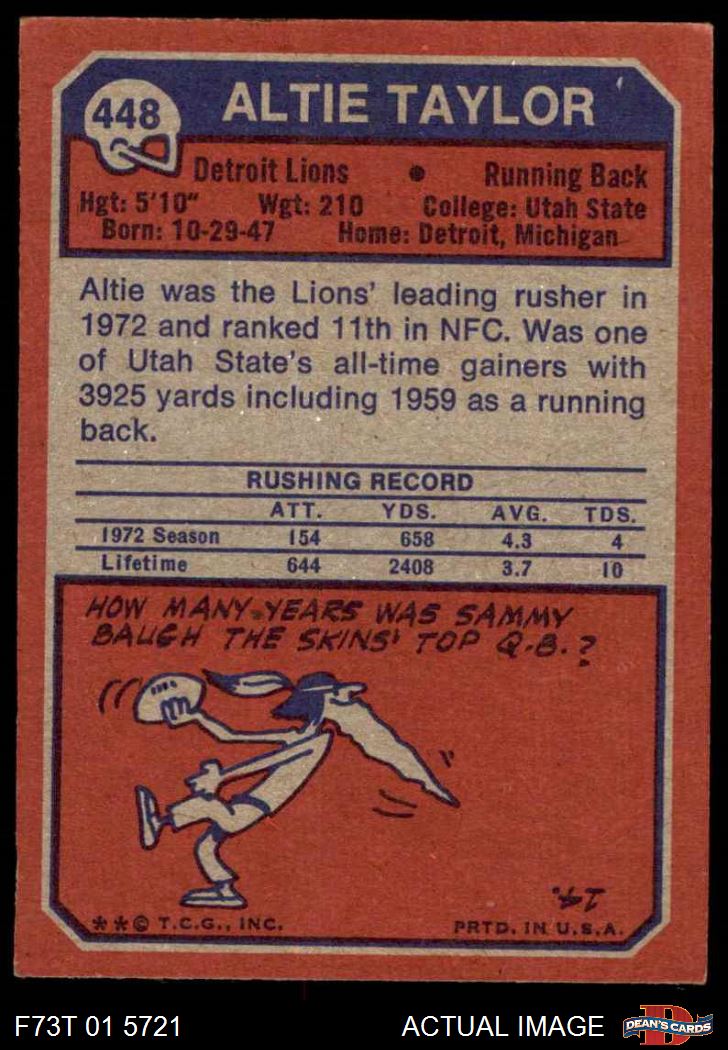 448
ALTIE TAYLOR
Detroit Lions • Running Back
Hgt: 5'10" Wgt: 210 College: Utah State
Born: 10-29-47 Home: Detroit, Michigan
Altie was the Lions' leading rusher in
1972 and ranked 11th in NFC. Was one
of Utah State's all-time gainers with
3925 yards including 1959 as a running
back.
RUSHING RECORD
ATT. YDS. AVG. TDS.
1972 Season 154 658 4.3 4
Lifetime 644 2408 3.7 10
HOW MANY YEARS WAS SAMMY
BAUGH THE SKINS' TOP Q.B.?
14.
**© T.C.G., INC. PRTD. IN U.S.A.
F73T 01 5721 ACTUAL IMAGE
D
DEAN'S CARDS